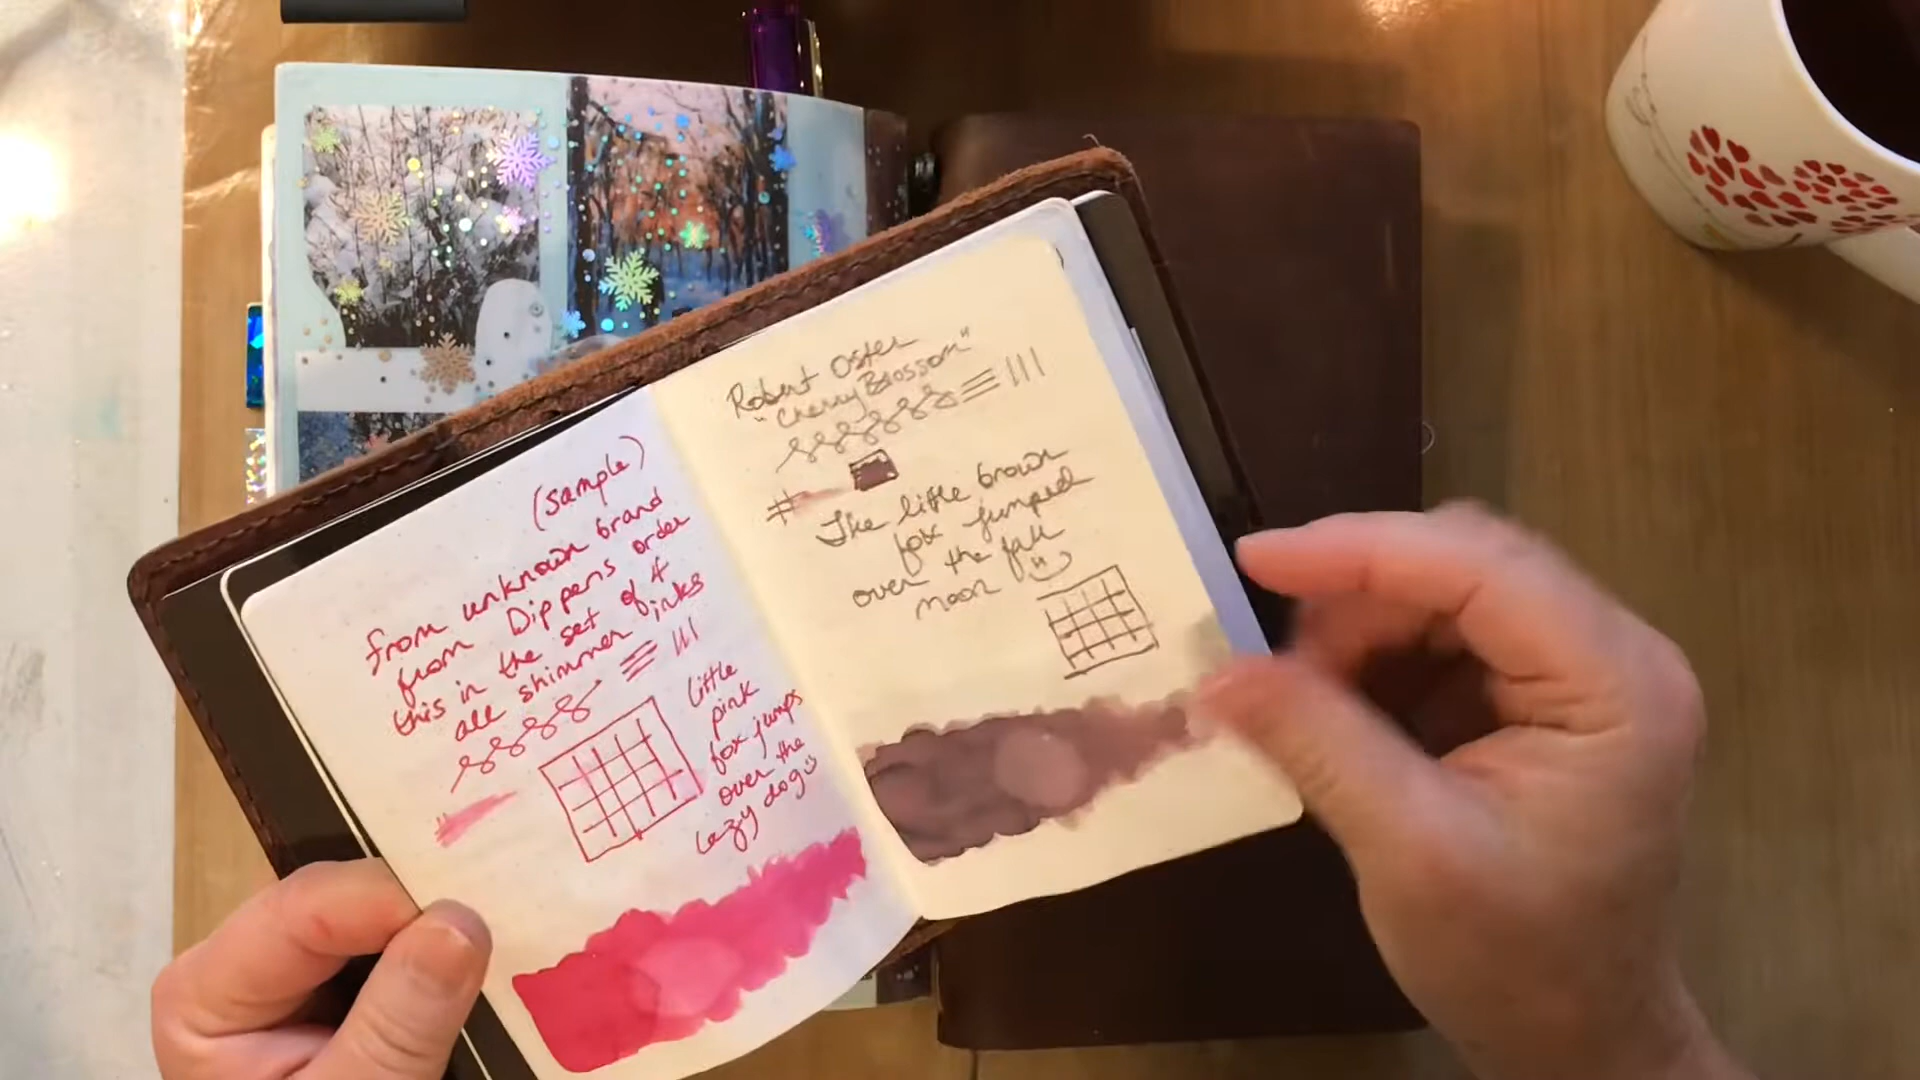 (sample)
from unknown brand
from Dippens order
this in the set of 4
all shimmer inks
Little
pink
fox jumps
over the
Lazy dog
Robert Oster
"Cherry Blossom"
The little brown
fox jumped
over the fall
moon